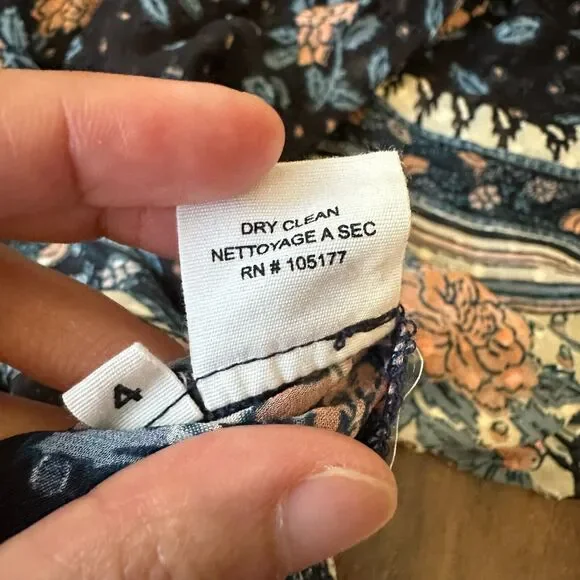 DRY CLEAN
NETTOYAGE A SEC
RN # 105177
4